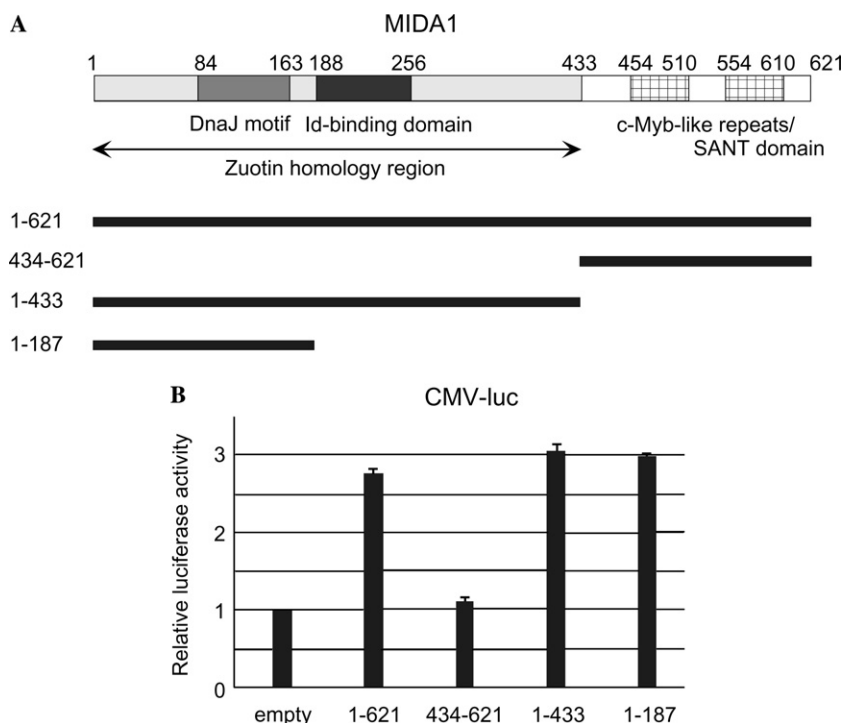 A
MIDA1
1 84 163 188 256 433 454 510 554 610 621
DnaJ motif Id-binding domain c-Myb-like repeats/
SANT domain
Zuotin homology region
1-621
434-621
1-433
1-187
B
CMV-luc
Relative luciferase activity
3
2
1
0
empty 1-621 434-621 1-433 1-187